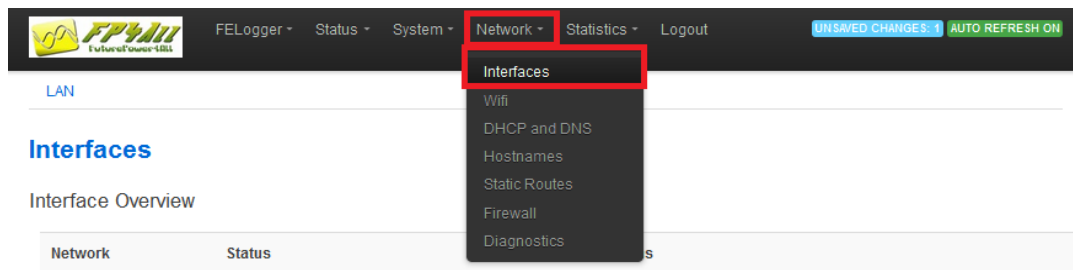 FP4All FELogger Status System Network Statistics Logout UNSAVED CHANGES: 1 AUTO REFRESH ON
FuturePower4All
Interfaces
LAN
Wifi
DHCP and DNS
Interfaces
Hostnames
Static Routes
Interface Overview
Firewall
Diagnostics
Network Status s